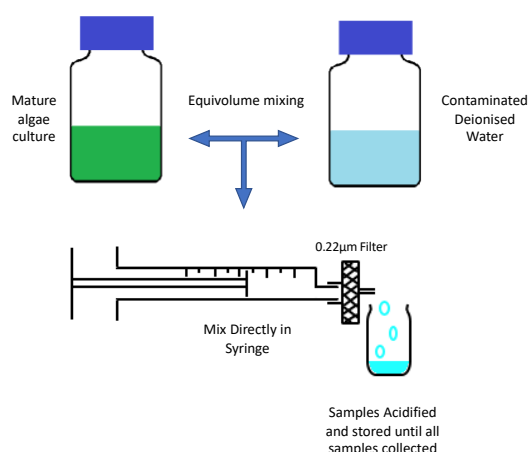 Mature
algae
culture
Equivolume mixing
Contaminated
Deionised
Water
0.22µm Filter
Mix Directly in
Syringe
Samples Acidified
and stored until all
samples collected